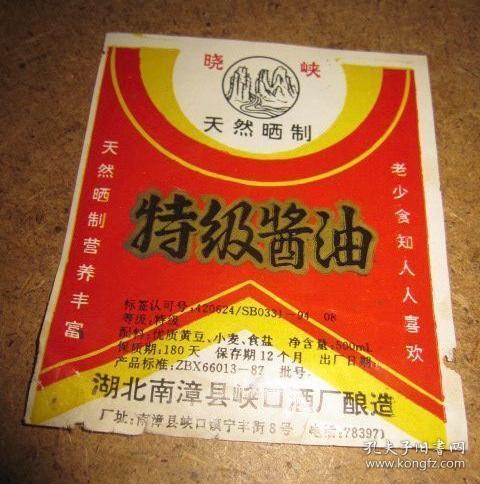 晓 峡
天然晒制
天然晒制营养丰富
老少食知人人喜欢
特级酱油
标签认可号:420624/SB0331-94 08
等级:特级
配料:优质黄豆、小麦、食盐 净含量:500mL
保质期:180天 保存期12个月 出厂日期:
产品标准:ZBX66013-87 批号:
湖北南漳县峡口酒厂酿造
厂址:南漳县峡口镇宁丰街8号(电话:78397)
孔夫子旧书网
www.kongfz.com